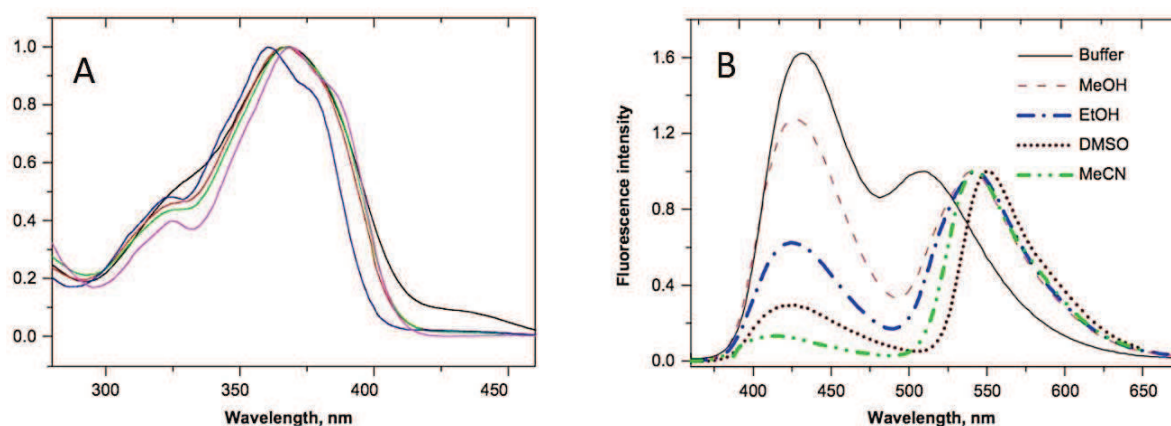 A
1.0
0.8
0.6
0.4
0.2
0.0
300
350
400
450
Wavelength, nm
B
Fluorescence intensity
1.6
1.2
0.8
0.4
0.0
Buffer
MeOH
EtOH
DMSO
MeCN
400
450
500
550
600
650
Wavelength, nm